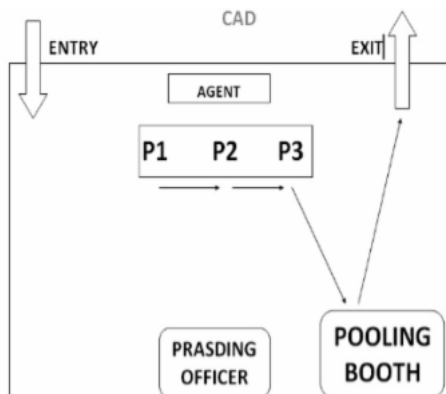 CAD
ENTRY
EXIT
AGENT
P1 P2 P3
PRASDING
OFFICER
POOLING
BOOTH